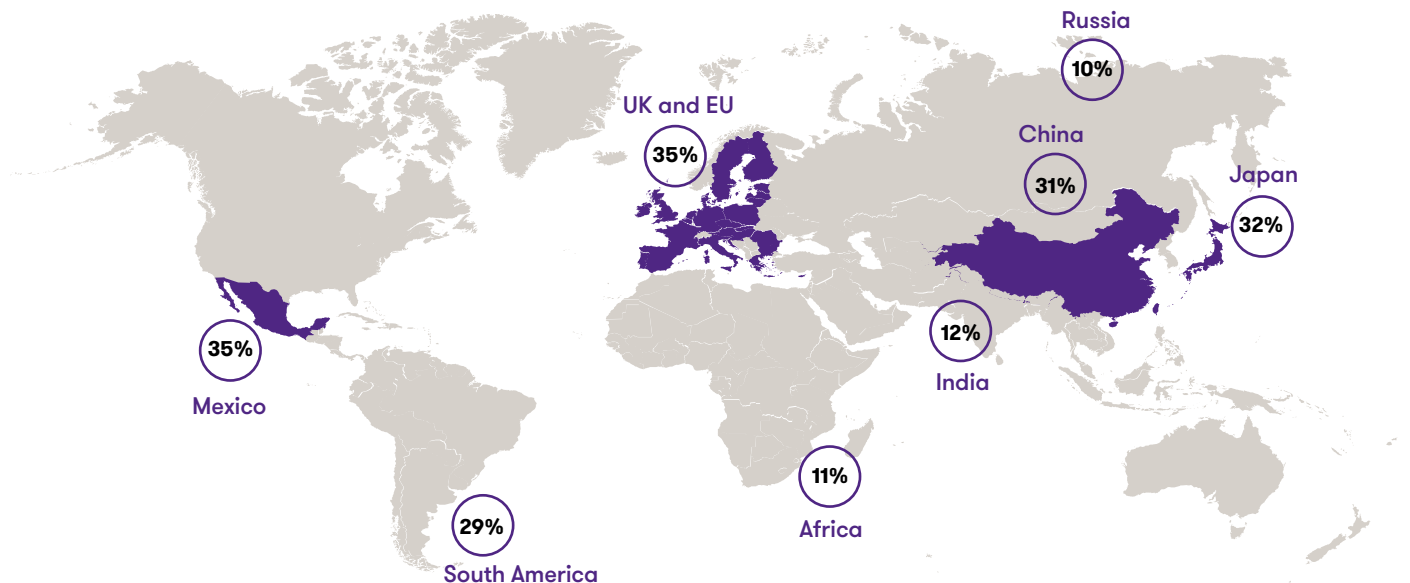 Russia
10%
UK and EU
35%
China
31%
Japan
32%
35%
Mexico
12%
India
11%
Africa
29%
South America